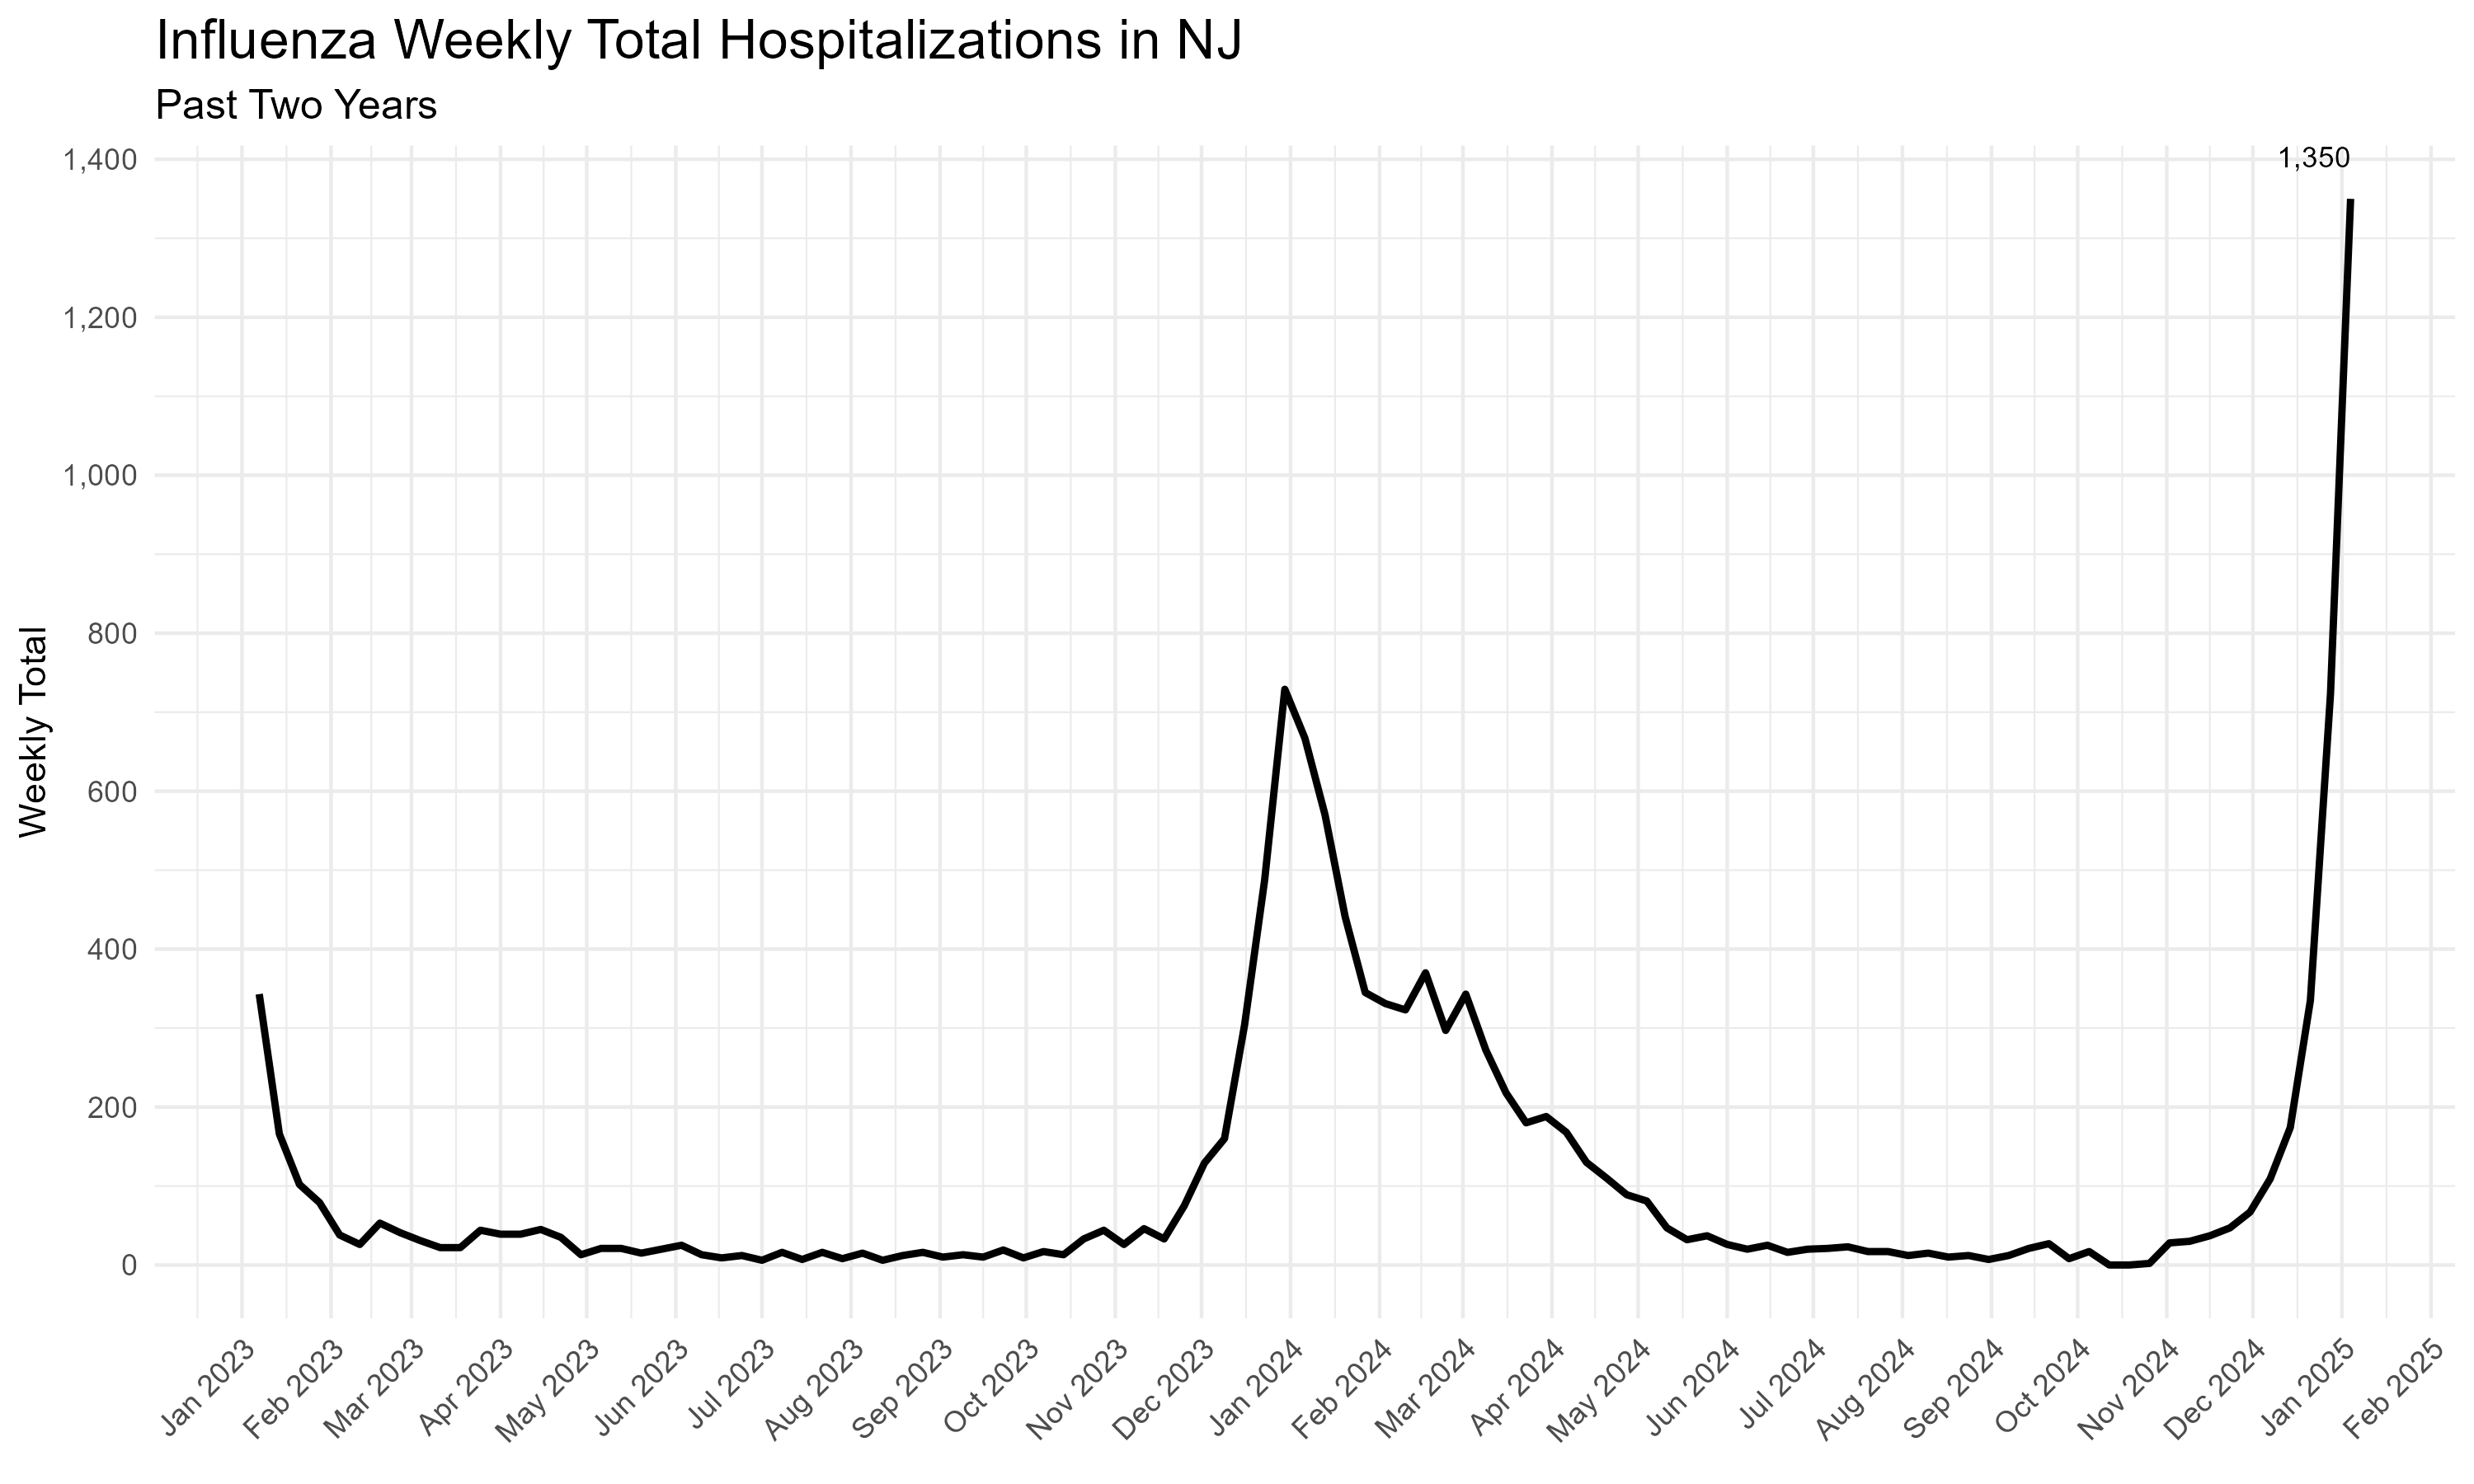 Influenza Weekly Total Hospitalizations in NJ
Past Two Years
1,350
Weekly Total
1,400
1,200
1,000
800
600
400
200
0
Jan 2023
Feb 2023
Mar 2023
Apr 2023
May 2023
Jun 2023
Jul 2023
Aug 2023
Sep 2023
Oct 2023
Nov 2023
Dec 2023
Jan 2024
Feb 2024
Mar 2024
Apr 2024
May 2024
Jun 2024
Jul 2024
Aug 2024
Sep 2024
Oct 2024
Nov 2024
Dec 2024
Jan 2025
Feb 2025